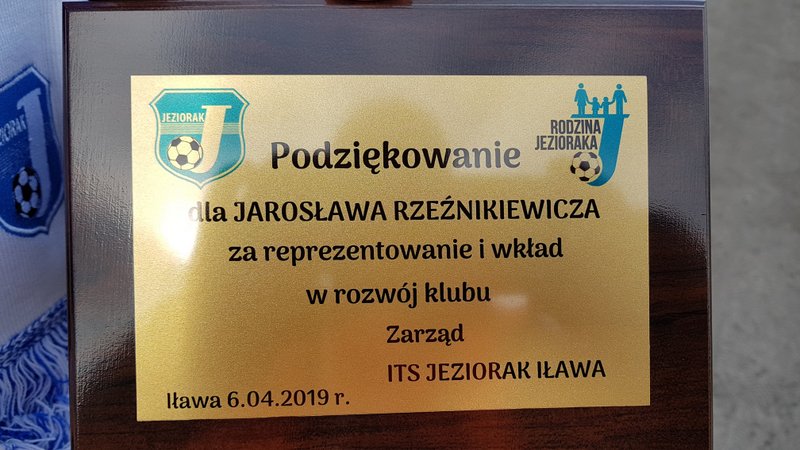 JEZIORAK J
JEZIORAK J
RODZINA
JEZIORAKA
J
Podziękowanie
dla JAROSŁAWA RZEŹNIKIEWICZA
za reprezentowanie i wkład
w rozwój klubu
Zarząd
ITS JEZIORAK IŁAWA
Iława 6.04.2019 r.